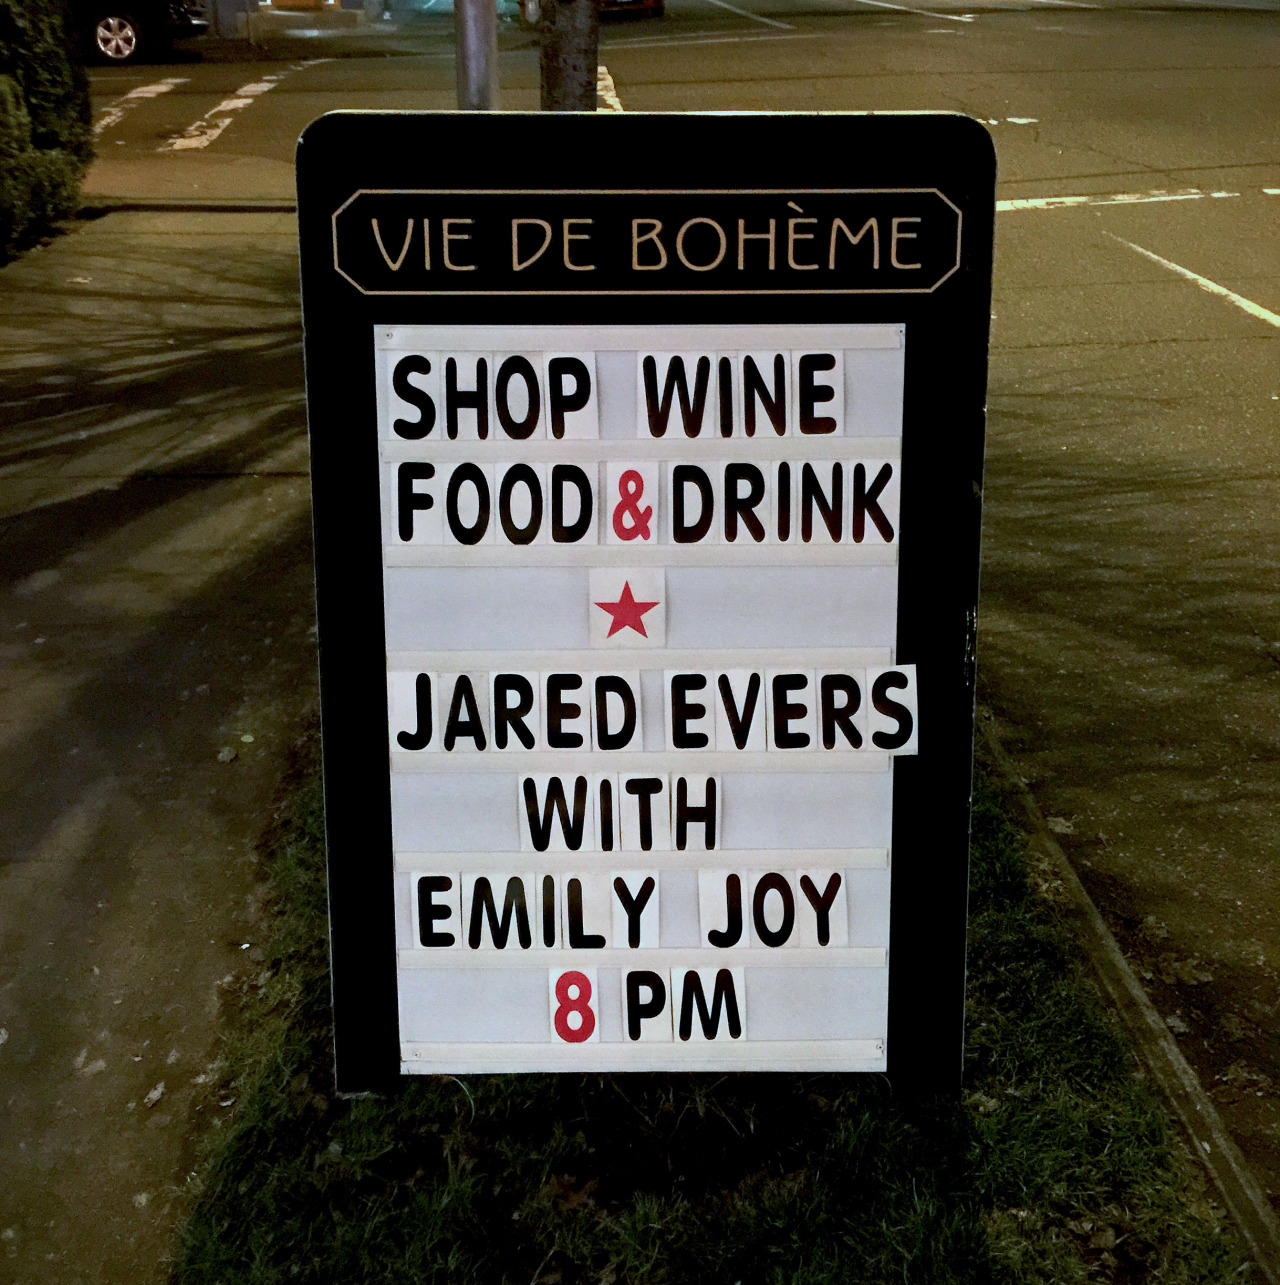 VIE DE BOHÈME
SHOP WINE
FOOD & DRINK
★
JARED EVERS
WITH
EMILY JOY
8 PM